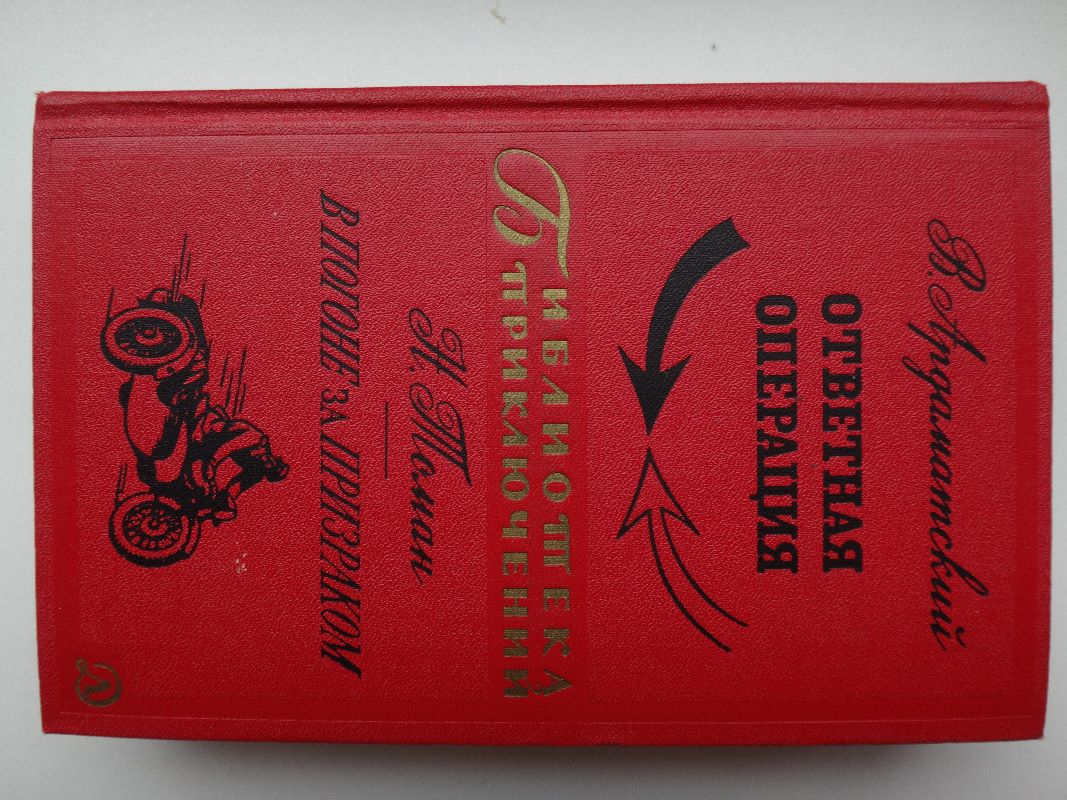 В. Ардаматский
ОТВЕТНАЯ
ОПЕРАЦИЯ
БИБЛИОТЕКА
ПРИКЛЮЧЕНИЙ
Н. Томан
В ПОГОНЕ ЗА ПРИЗРАКОМ
Д